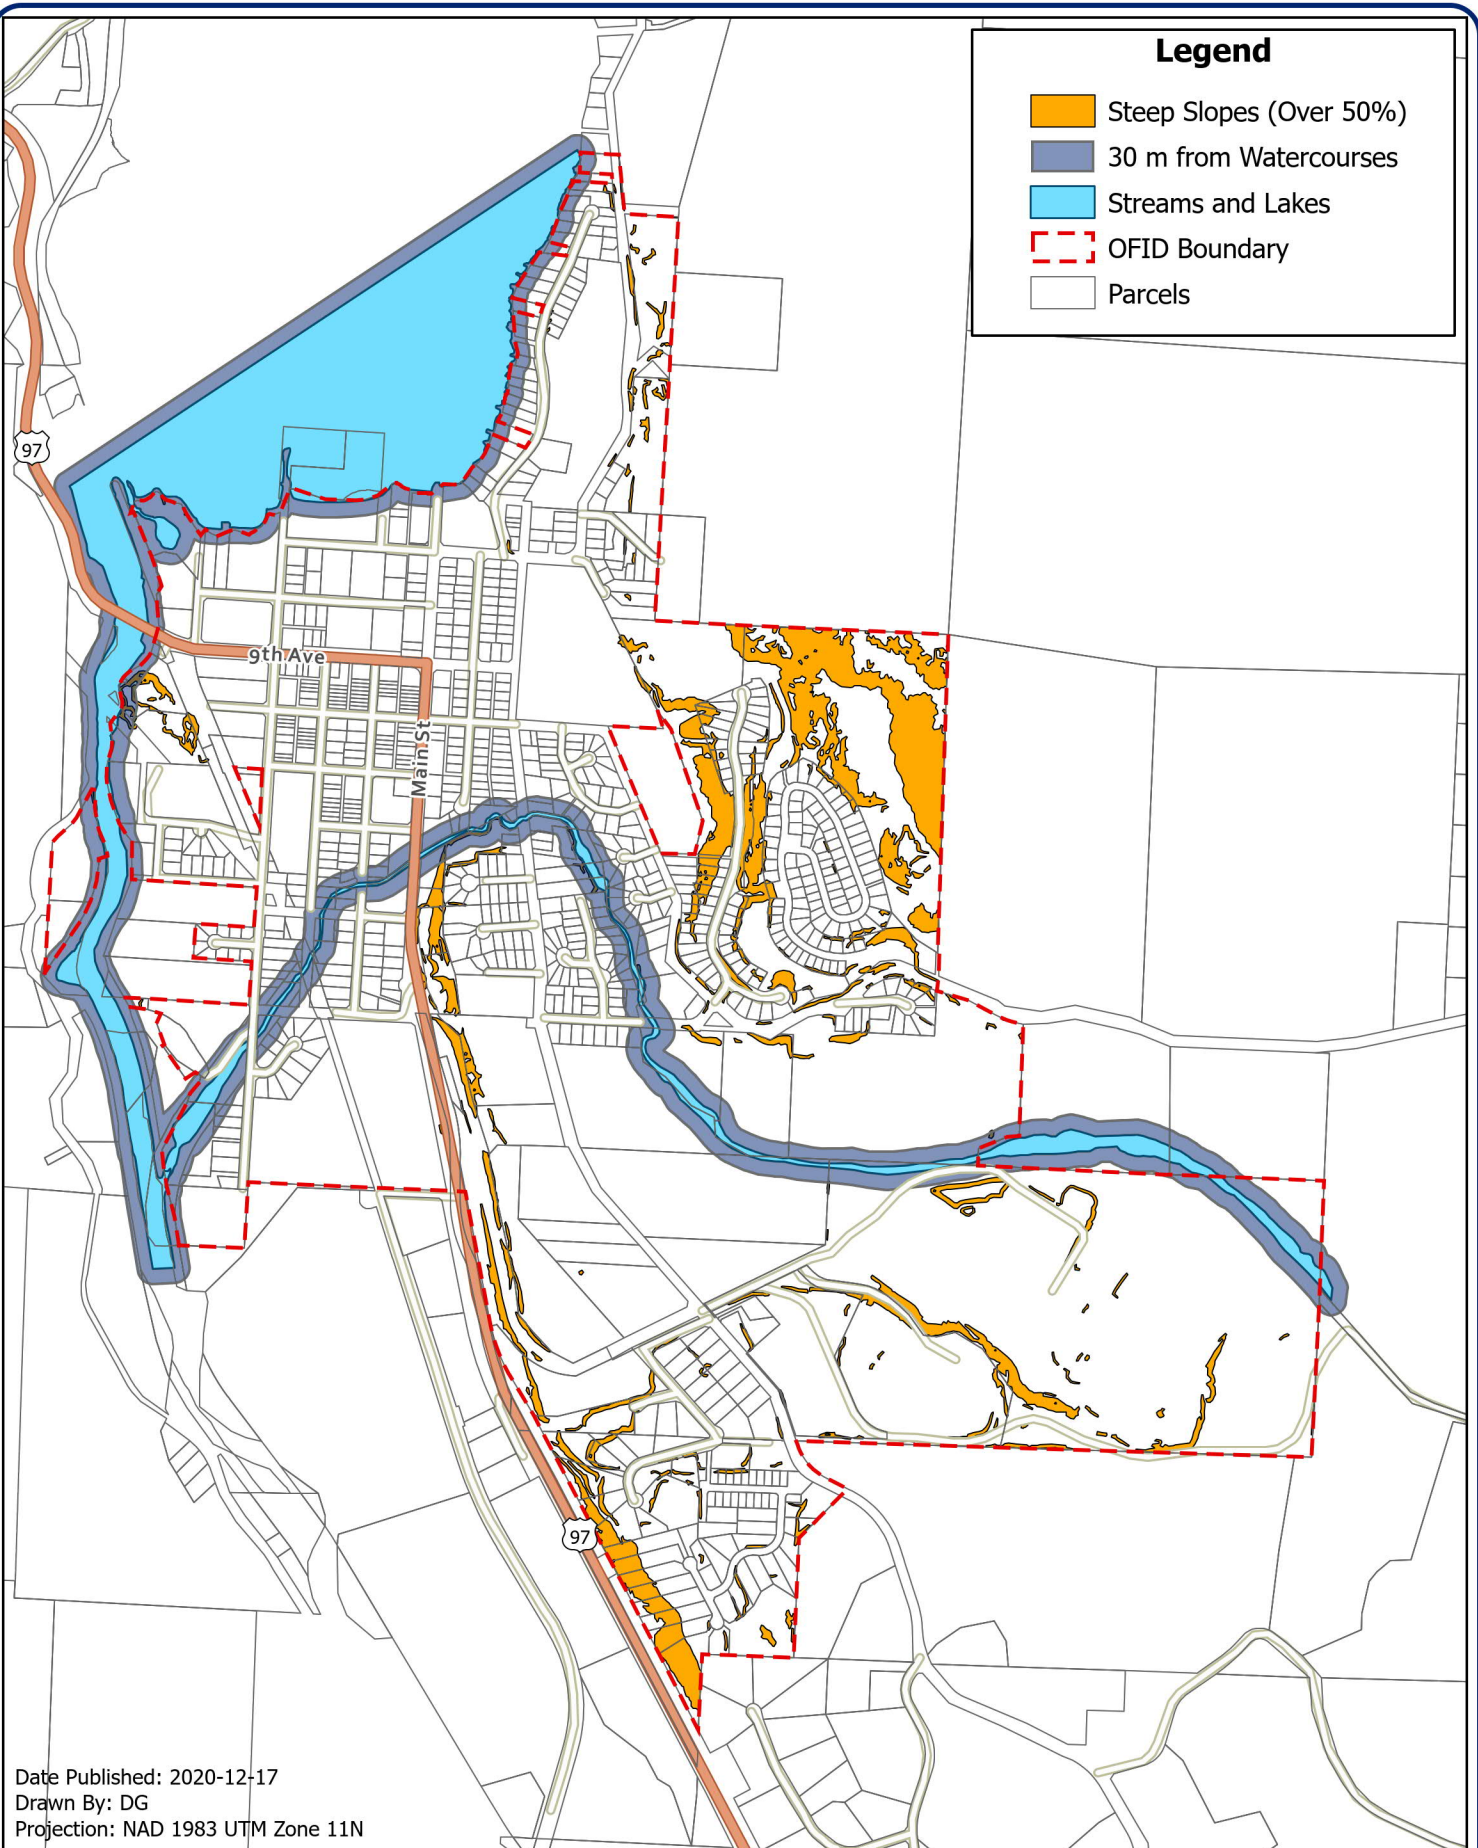 Legend
Steep Slopes (Over 50%)
30 m from Watercourses
Streams and Lakes
OFID Boundary
Parcels
97
9th Ave
Main St
97
Date Published: 2020-12-17
Drawn By: DG
Projection: NAD 1983 UTM Zone 11N